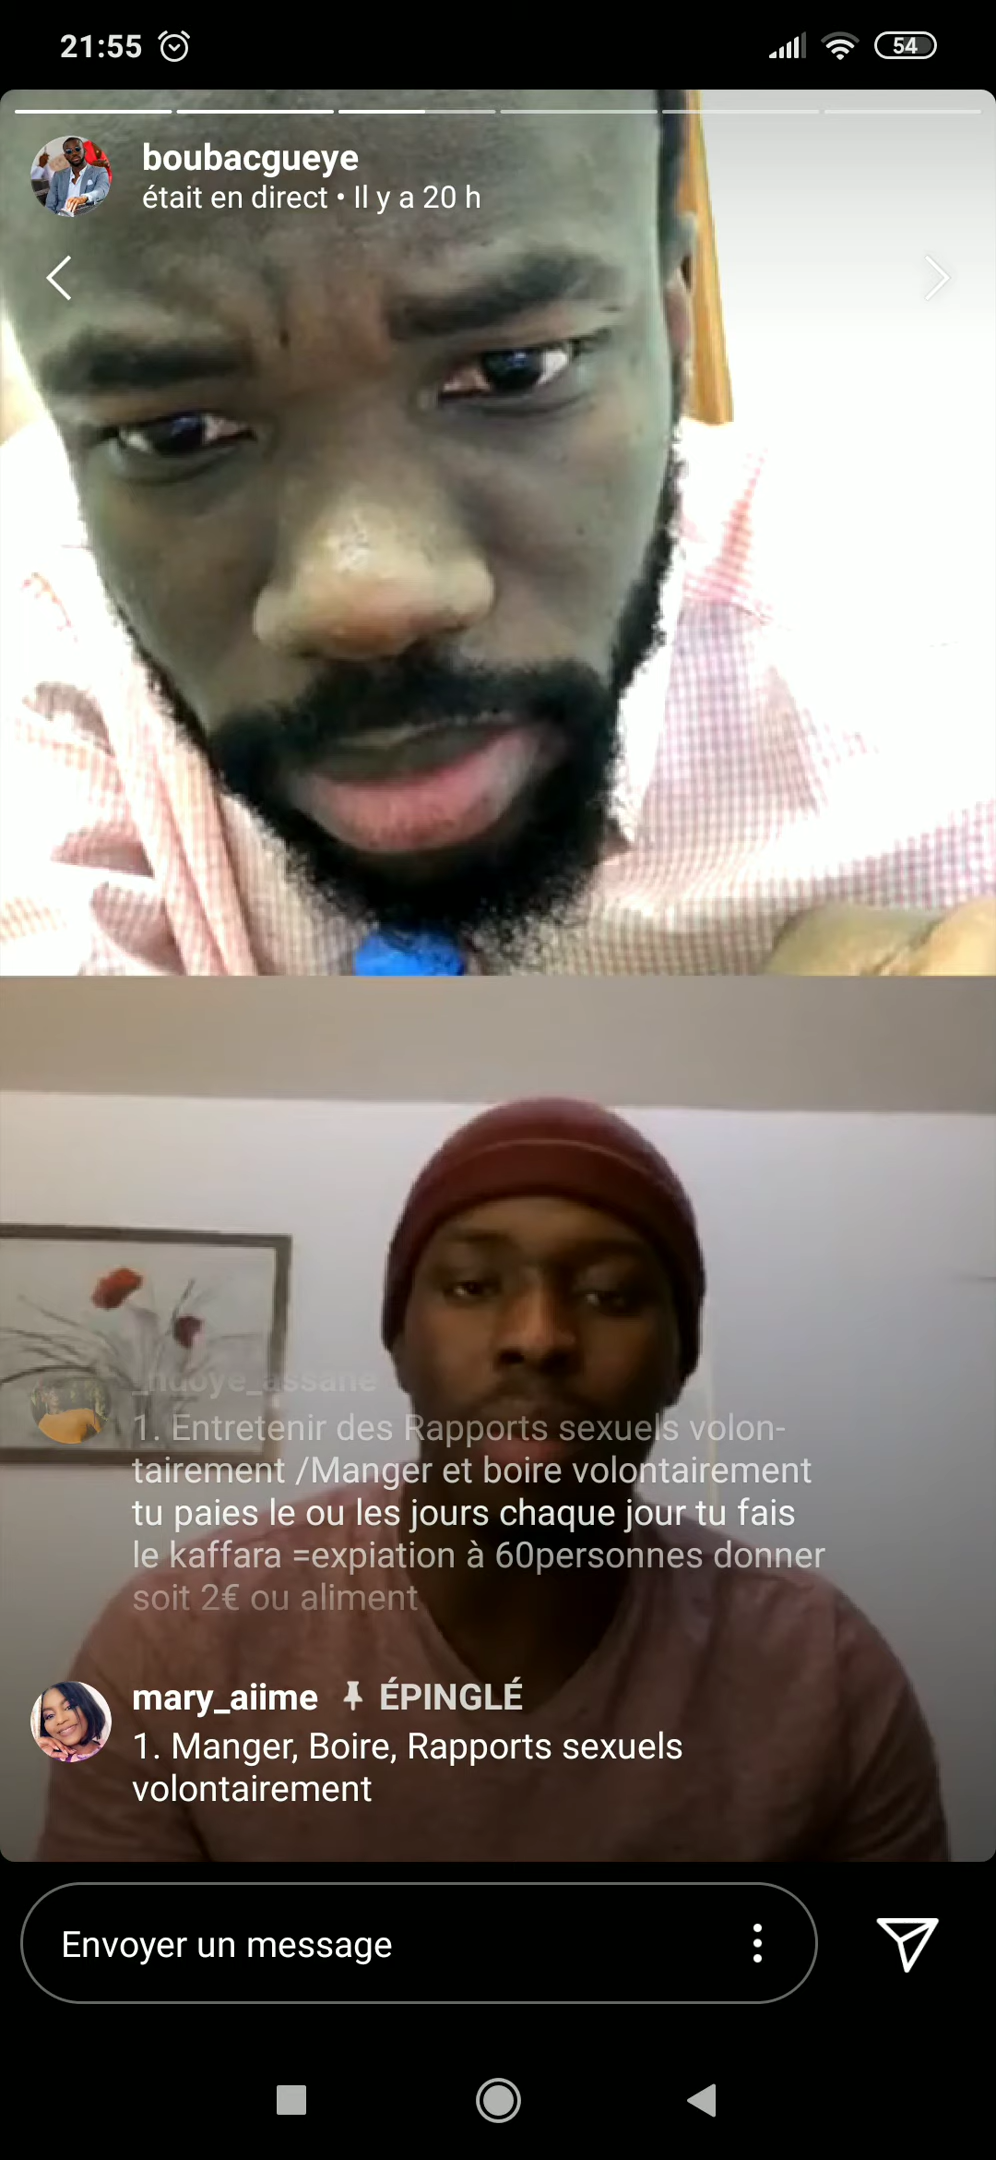 21:55
54
boubacgueye
était en direct • Il y a 20 h
_ndoye_assane
1. Entretenir des Rapports sexuels volon-
tairement /Manger et boire volontairement
tu paies le ou les jours chaque jour tu fais
le kaffara =expiation à 60personnes donner
soit 2€ ou aliment
mary_aiime ÉPINGLÉ
1. Manger, Boire, Rapports sexuels
volontairement
Envoyer un message